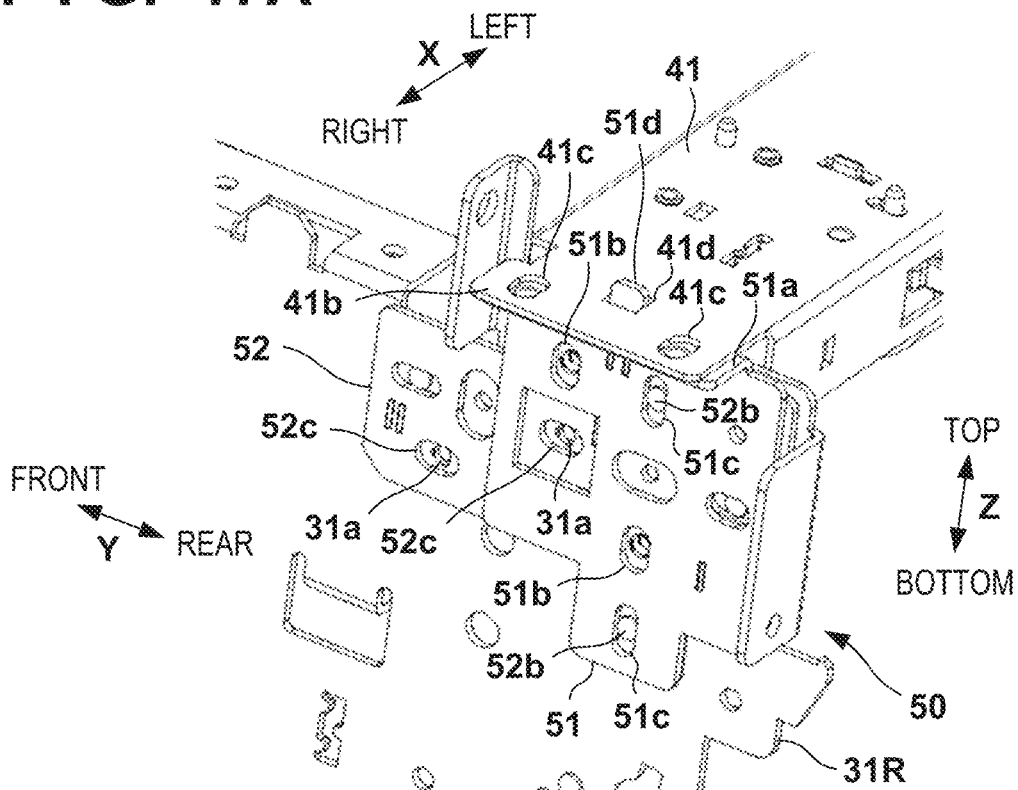 LEFT
X
RIGHT
41
51d
41c
51b
41d
41c
51a
41b
52
52b
52c
51c
TOP
FRONT
Z
31a
31a
52c
Y
REAR
51b
BOTTOM
52b
51
51c
50
31R